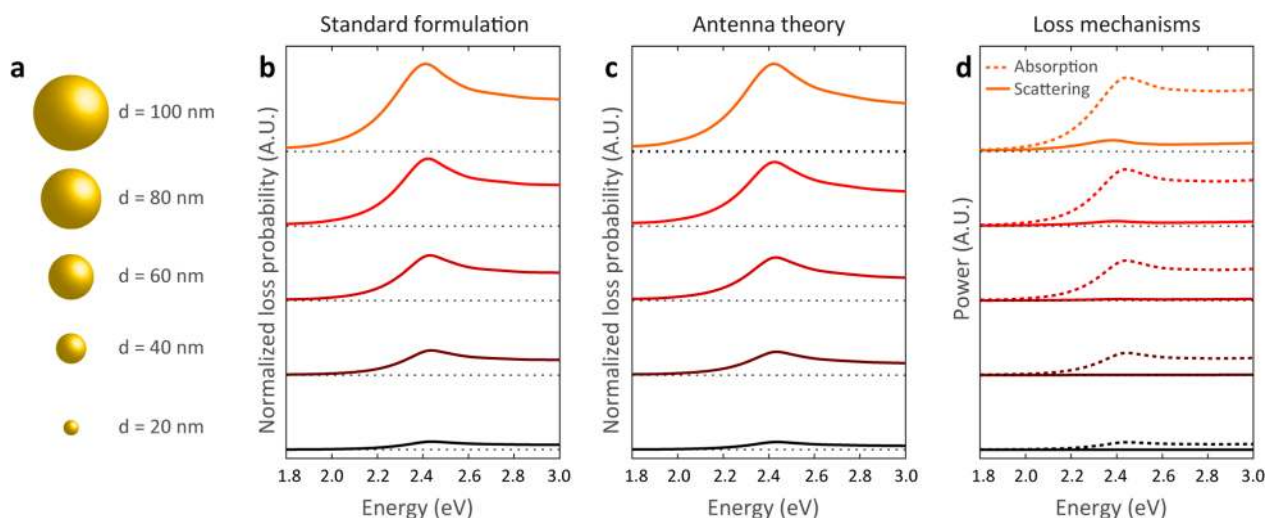 Standard formulation
Antenna theory
Loss mechanisms
a
d = 100 nm
d = 80 nm
d = 60 nm
d = 40 nm
d = 20 nm
b
Normalized loss probability (A.U.)
1.8 2.0 2.2 2.4 2.6 2.8 3.0
Energy (eV)
c
Normalized loss probability (A.U.)
1.8 2.0 2.2 2.4 2.6 2.8 3.0
Energy (eV)
d
Absorption
Scattering
Power (A.U.)
1.8 2.0 2.2 2.4 2.6 2.8 3.0
Energy (eV)